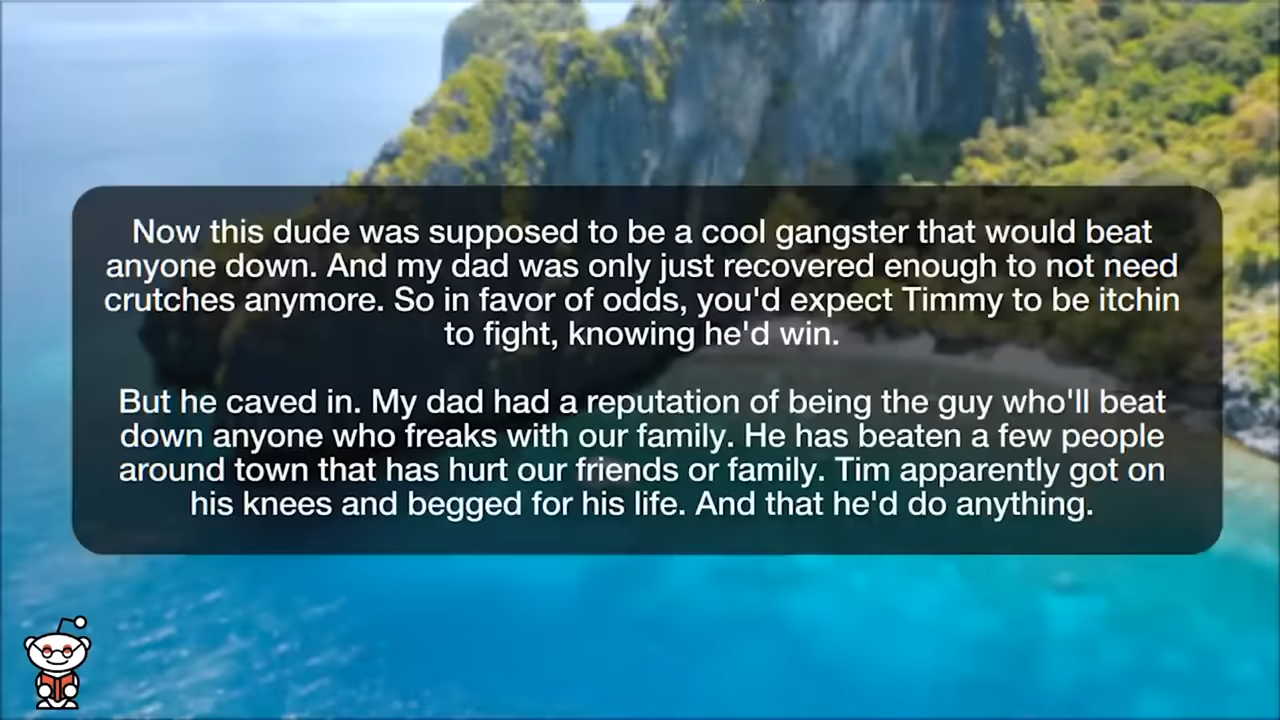 Now this dude was supposed to be a cool gangster that would beat
anyone down. And my dad was only just recovered enough to not need
crutches anymore. So in favor of odds, you'd expect Timmy to be itchin
to fight, knowing he'd win.
But he caved in. My dad had a reputation of being the guy who'll beat
down anyone who freaks with our family. He has beaten a few people
around town that has hurt our friends or family. Tim apparently got on
his knees and begged for his life. And that he'd do anything.